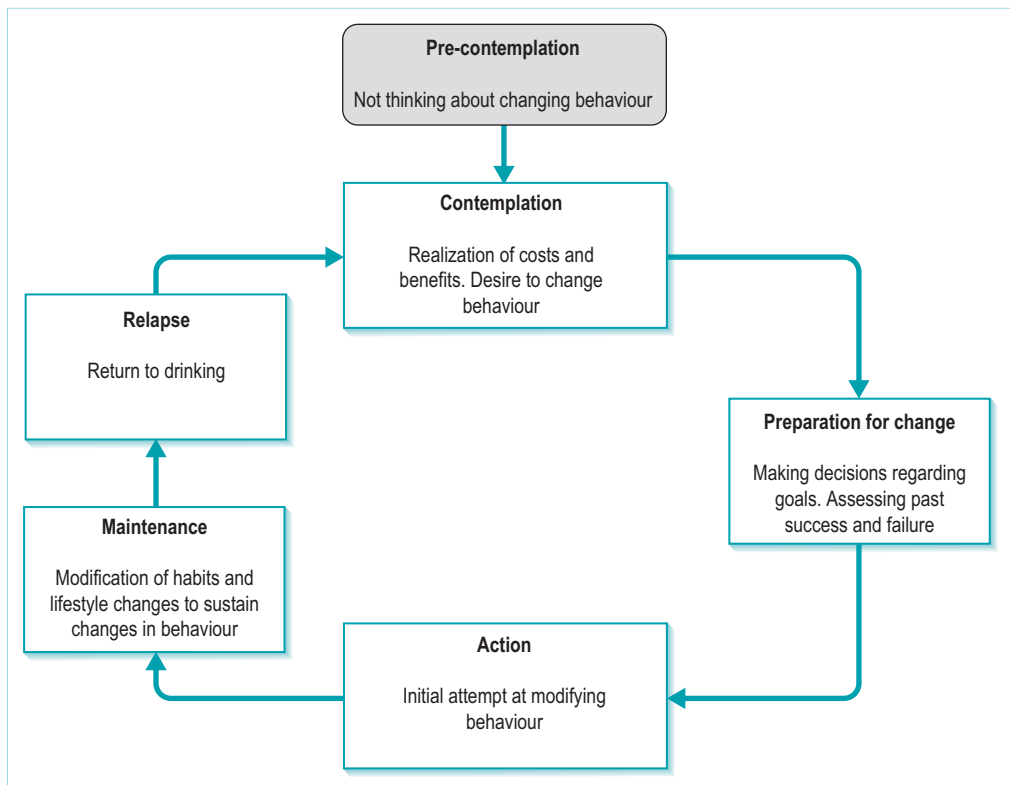 Pre-contemplation
Not thinking about changing behaviour
Contemplation
Realization of costs and
benefits. Desire to change
behaviour
Preparation for change
Making decisions regarding
goals. Assessing past
success and failure
Action
Initial attempt at modifying
behaviour
Maintenance
Modification of habits and
lifestyle changes to sustain
changes in behaviour
Relapse
Return to drinking